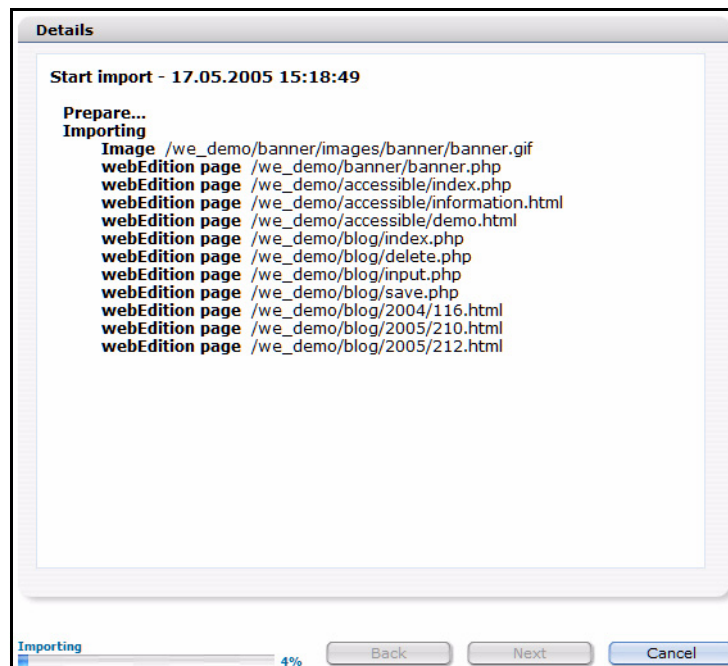 Details
Start import - 17.05.2005 15:18:49
Prepare...
Importing
Image /we_demo/banner/images/banner/banner.gif
webEdition page /we_demo/banner/banner.php
webEdition page /we_demo/accessible/index.php
webEdition page /we_demo/accessible/information.html
webEdition page /we_demo/accessible/demo.html
webEdition page /we_demo/blog/index.php
webEdition page /we_demo/blog/delete.php
webEdition page /we_demo/blog/input.php
webEdition page /we_demo/blog/save.php
webEdition page /we_demo/blog/2004/116.html
webEdition page /we_demo/blog/2005/210.html
webEdition page /we_demo/blog/2005/212.html
Importing
4% Back Next Cancel